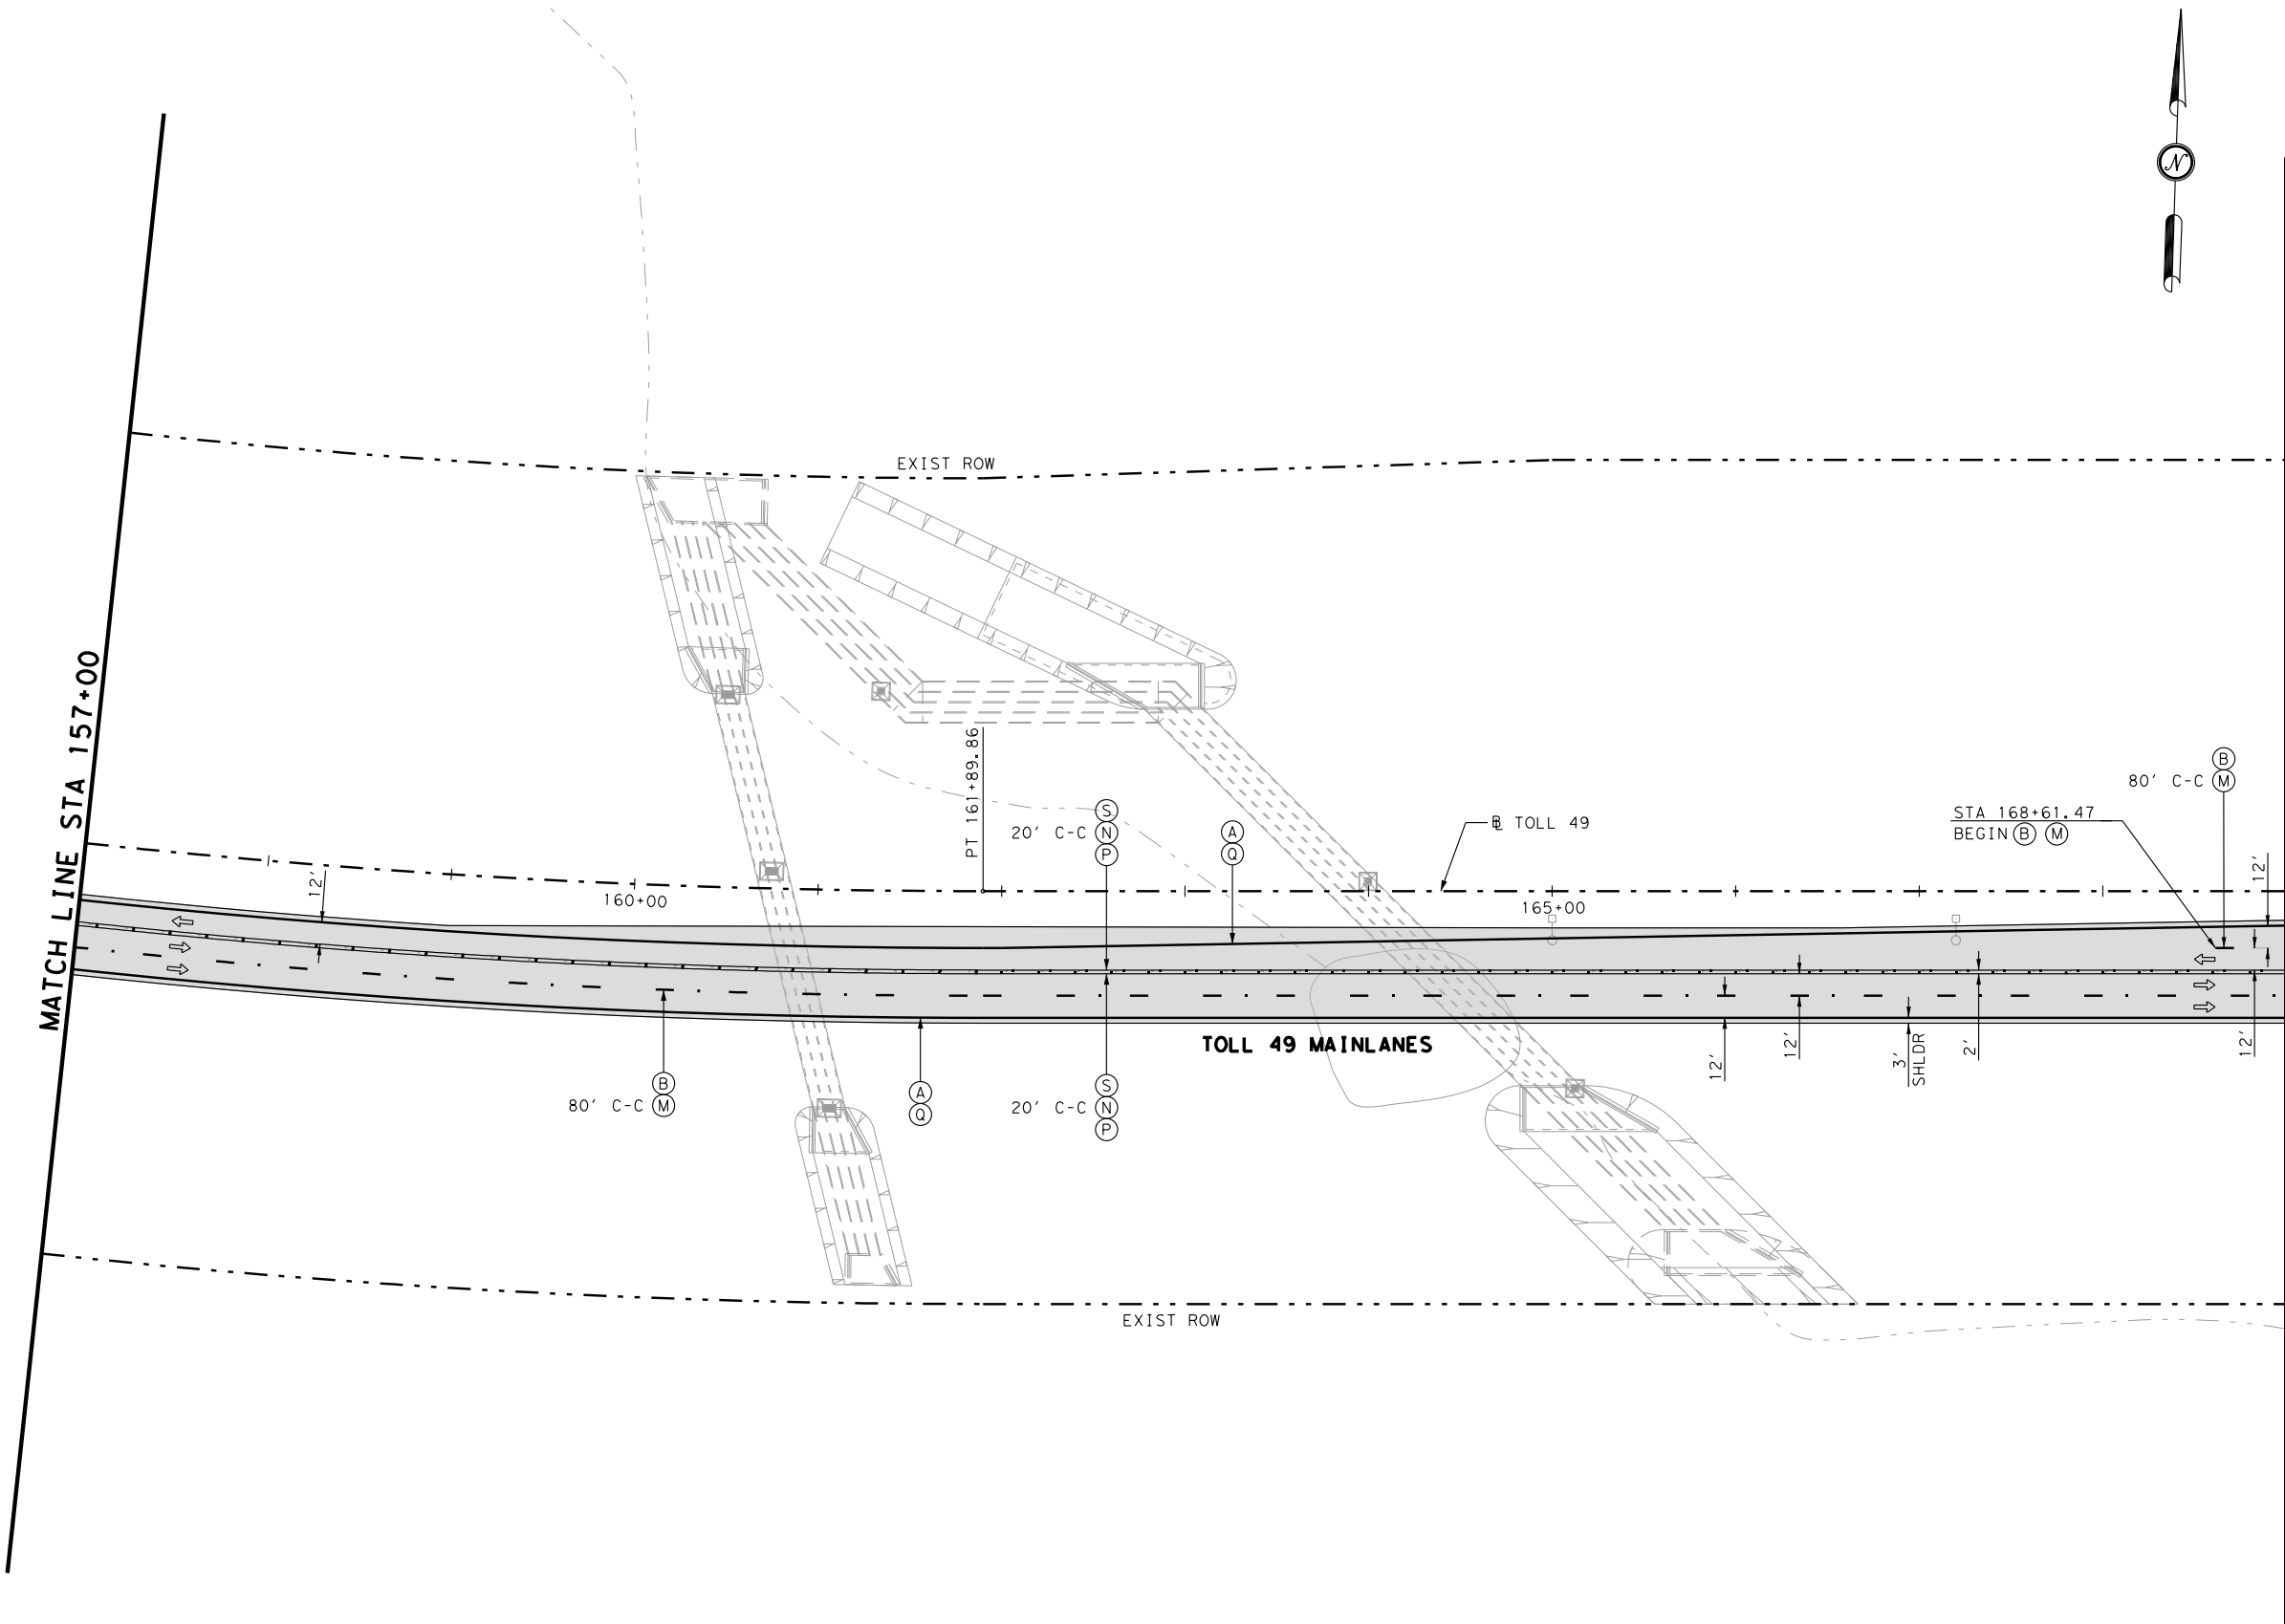 N
EXIST ROW
MATCH LINE STA 157+00
PT 161+89.86
12'
160+00
S
20' C-C N
P
A
Q
B TOLL 49
165+00
STA 168+61.47
BEGIN B M
B
80' C-C M
12'
TOLL 49 MAINLANES
B
80' C-C M
A
Q
S
20' C-C N
P
12'
12'
3'
SHLDR
2'
12'
EXIST ROW